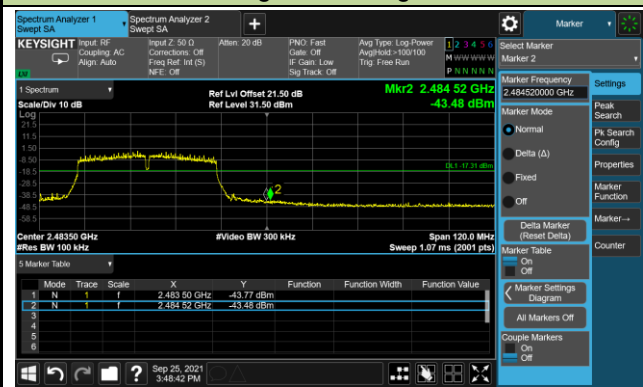 Spectrum Analyzer 1
Swept SA
Spectrum Analyzer 2
Swept SA
+
Marker
KEYSIGHT
Input: RF
Coupling: AC
Align: Auto
Input Z: 50 Ω
Corrections: Off
Freq Ref: Int (S)
NFE: Off
Atten: 20 dB
PNO: Fast
Gate: Off
IF Gain: Low
Sig Track: Off
Avg Type: Log-Power
Avg|Hold:>100/100
Trig: Free Run
1 2 3 4 5 6
M W W W W W
P N N N N N
Select Marker
Marker 2
1 Spectrum
Scale/Div 10 dB
Log
Ref Lvl Offset 21.50 dB
Ref Level 31.50 dBm
Mkr2 2.484 52 GHz
-43.48 dBm
21.5
11.5
1.50
-8.50
-18.5
-28.5
-38.5
-48.5
-58.5
DL1 -17.31 dBm
2
Center 2.48350 GHz
#Res BW 100 kHz
#Video BW 300 kHz
Span 120.0 MHz
Sweep 1.07 ms (2001 pts)
5 Marker Table
Mode Trace Scale X Y Function Function Width Function Value
1 N 1 f 2.483 50 GHz -43.77 dBm
2 N 1 f 2.484 52 GHz -43.48 dBm
3
4
5
6
Marker Frequency
2.484520000 GHz
Marker Mode
Normal
Delta (Δ)
Fixed
Off
Delta Marker
(Reset Delta)
Marker Table
On
Off
Marker Settings
Diagram
All Markers Off
Couple Markers
On
Off
Settings
Peak
Search
Pk Search
Config
Properties
Marker
Function
Marker→
Counter
?
Sep 25, 2021
3:48:42 PM